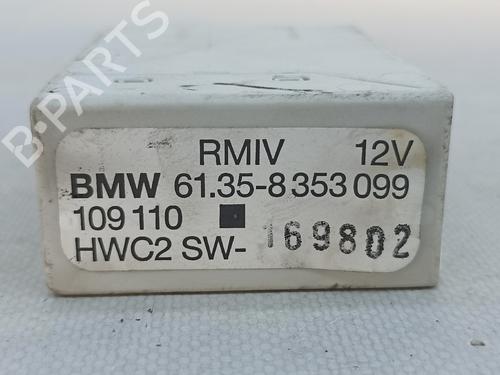 B-PARTS
RMIV 12V
BMW 61.35-8 353 099
109 110
HWC2 SW- 169802